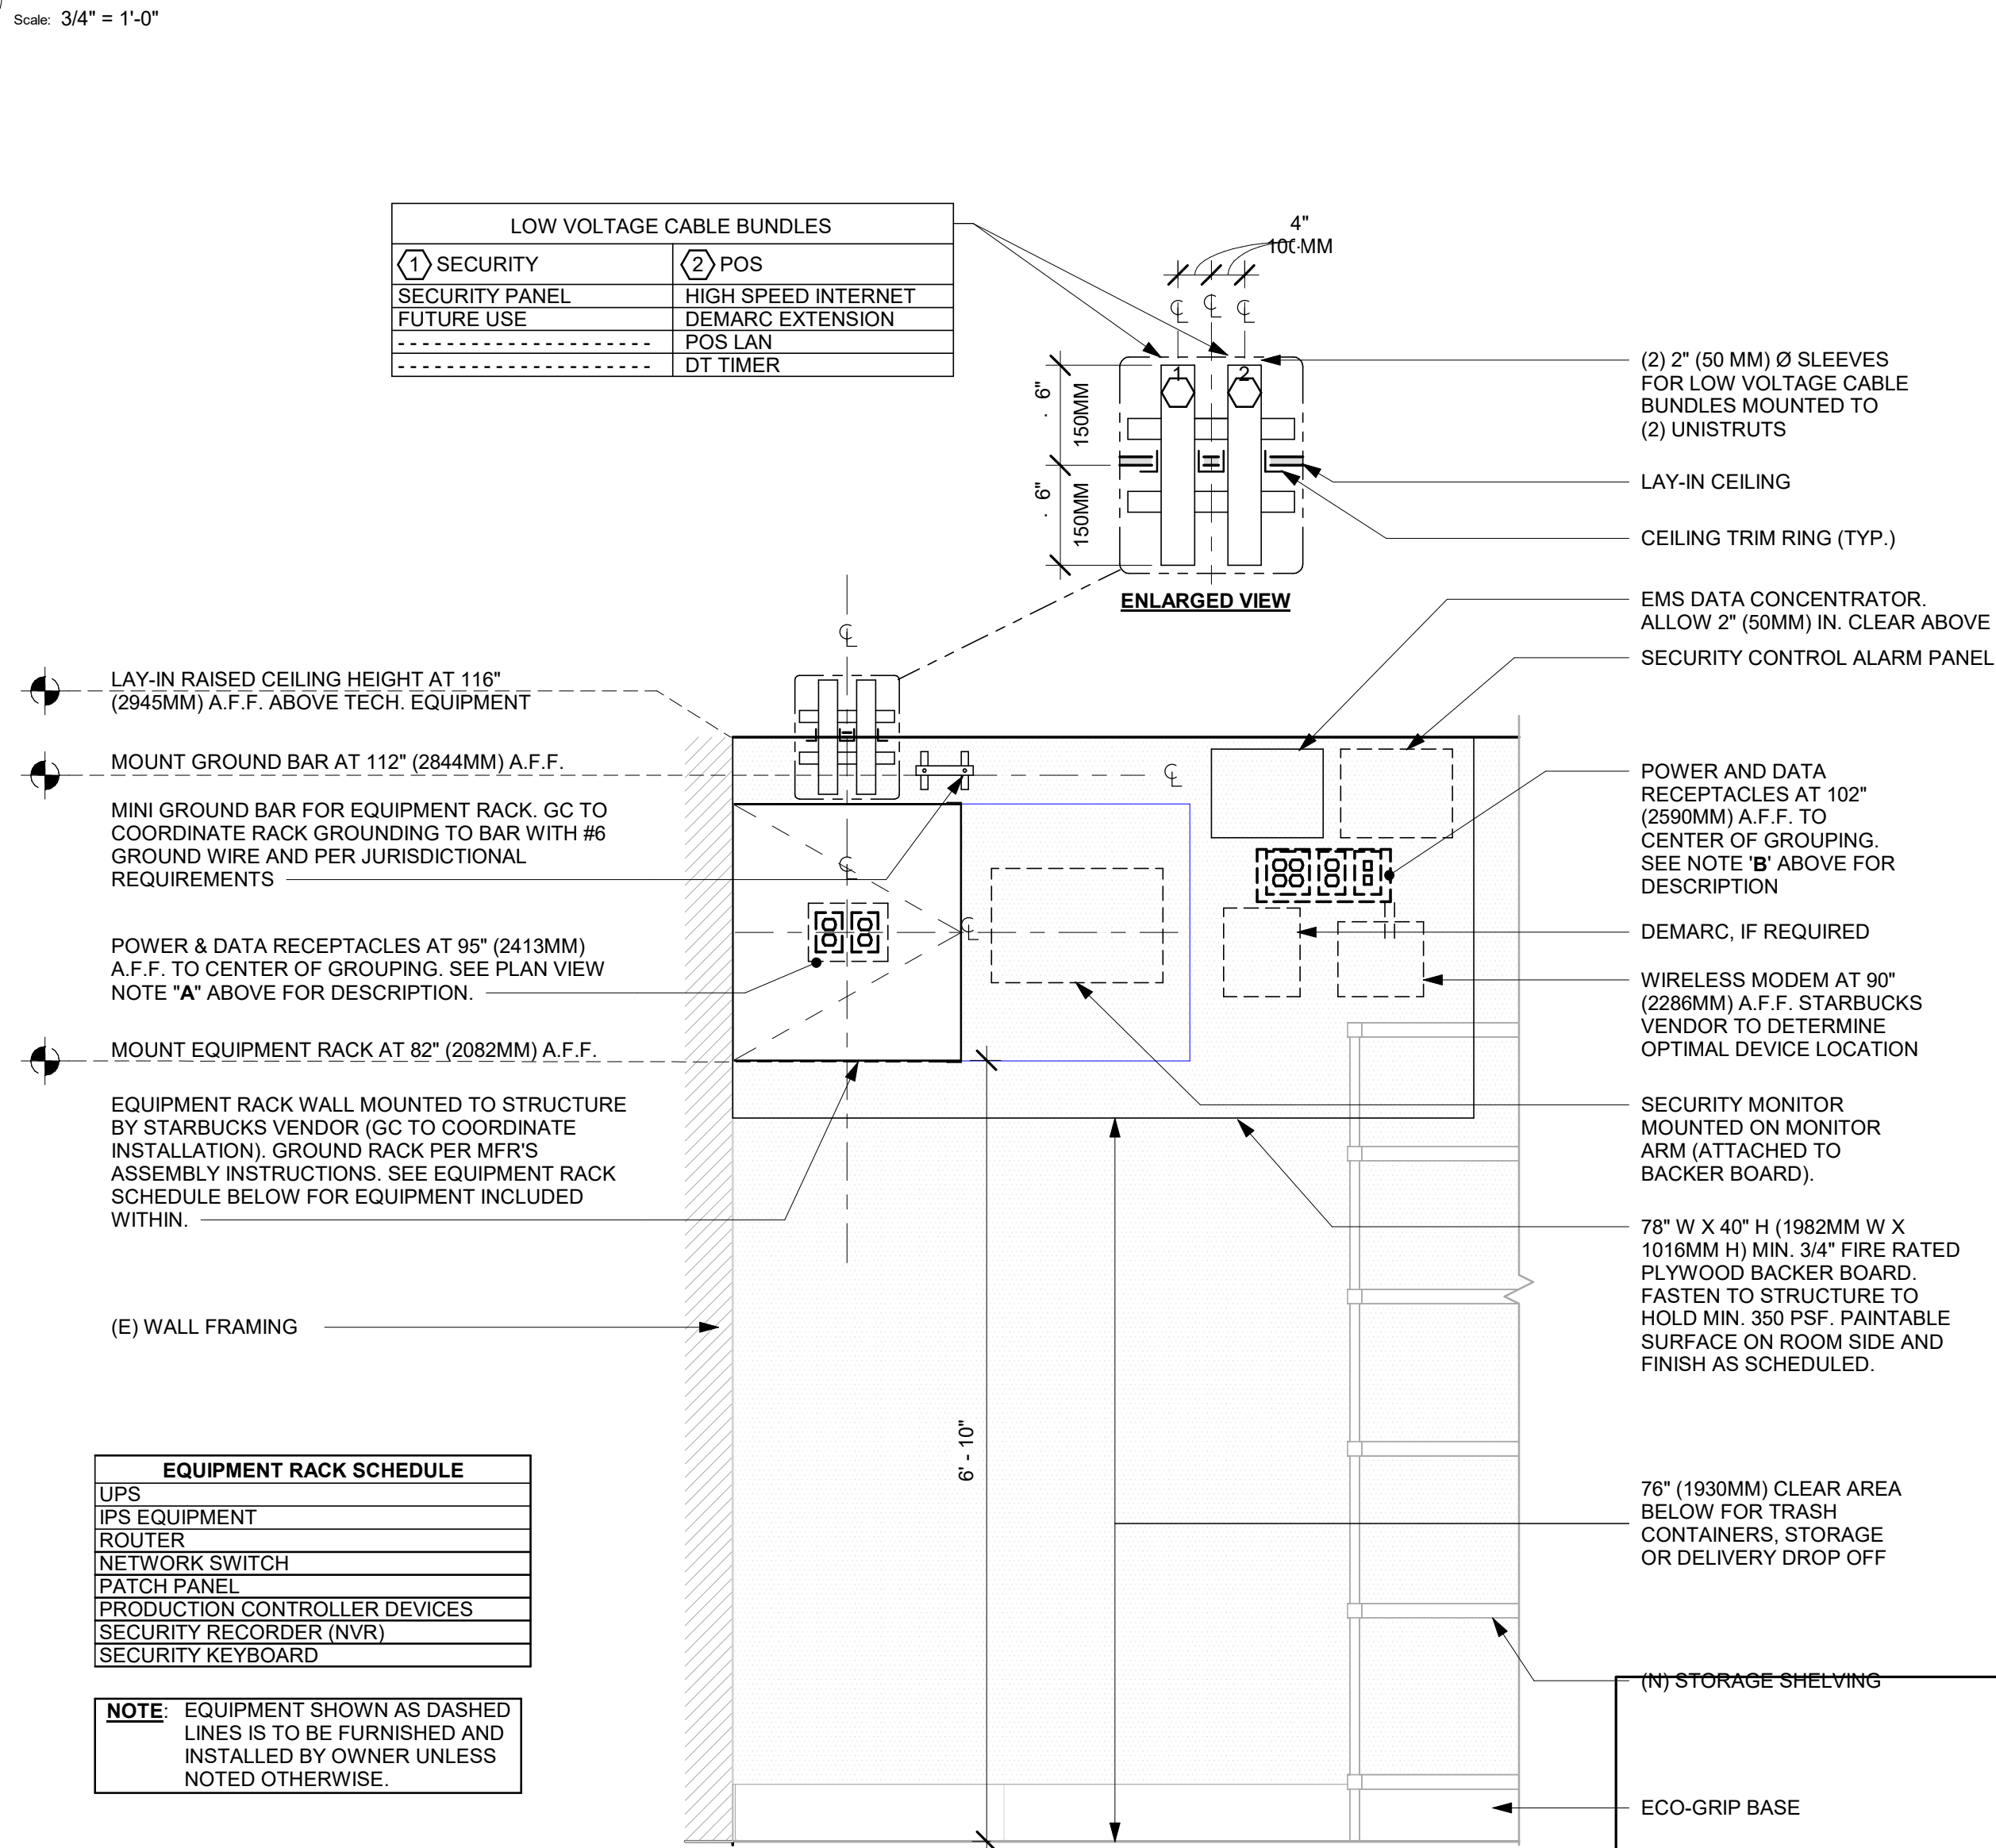 Scale: 3/4" = 1'-0"
LOW VOLTAGE CABLE BUNDLES
1 SECURITY
2 POS
SECURITY PANEL
HIGH SPEED INTERNET
FUTURE USE
DEMARC EXTENSION
POS LAN
DT TIMER
4"
100MM
1
2
6"
150MM
6"
150MM
ENLARGED VIEW
(2) 2" (50 MM) Ø SLEEVES
FOR LOW VOLTAGE CABLE
BUNDLES MOUNTED TO
(2) UNISTRUTS
LAY-IN CEILING
CEILING TRIM RING (TYP.)
EMS DATA CONCENTRATOR.
ALLOW 2" (50MM) IN. CLEAR ABOVE
SECURITY CONTROL ALARM PANEL
POWER AND DATA
RECEPTACLES AT 102"
(2590MM) A.F.F. TO
CENTER OF GROUPING.
SEE NOTE 'B' ABOVE FOR
DESCRIPTION
DEMARC, IF REQUIRED
WIRELESS MODEM AT 90"
(2286MM) A.F.F. STARBUCKS
VENDOR TO DETERMINE
OPTIMAL DEVICE LOCATION
SECURITY MONITOR
MOUNTED ON MONITOR
ARM (ATTACHED TO
BACKER BOARD).
78" W X 40" H (1982MM W X
1016MM H) MIN. 3/4" FIRE RATED
PLYWOOD BACKER BOARD.
FASTEN TO STRUCTURE TO
HOLD MIN. 350 PSF. PAINTABLE
SURFACE ON ROOM SIDE AND
FINISH AS SCHEDULED.
76" (1930MM) CLEAR AREA
BELOW FOR TRASH
CONTAINERS, STORAGE
OR DELIVERY DROP OFF
(N) STORAGE SHELVING
ECO-GRIP BASE
LAY-IN RAISED CEILING HEIGHT AT 116"
(2945MM) A.F.F. ABOVE TECH. EQUIPMENT
MOUNT GROUND BAR AT 112" (2844MM) A.F.F.
MINI GROUND BAR FOR EQUIPMENT RACK. GC TO
COORDINATE RACK GROUNDING TO BAR WITH #6
GROUND WIRE AND PER JURISDICTIONAL
REQUIREMENTS
POWER & DATA RECEPTACLES AT 95" (2413MM)
A.F.F. TO CENTER OF GROUPING. SEE PLAN VIEW
NOTE "A" ABOVE FOR DESCRIPTION.
MOUNT EQUIPMENT RACK AT 82" (2082MM) A.F.F.
EQUIPMENT RACK WALL MOUNTED TO STRUCTURE
BY STARBUCKS VENDOR (GC TO COORDINATE
INSTALLATION). GROUND RACK PER MFR'S
ASSEMBLY INSTRUCTIONS. SEE EQUIPMENT RACK
SCHEDULE BELOW FOR EQUIPMENT INCLUDED
WITHIN.
(E) WALL FRAMING
6' - 10"
EQUIPMENT RACK SCHEDULE
UPS
IPS EQUIPMENT
ROUTER
NETWORK SWITCH
PATCH PANEL
PRODUCTION CONTROLLER DEVICES
SECURITY RECORDER (NVR)
SECURITY KEYBOARD
NOTE: EQUIPMENT SHOWN AS DASHED
LINES IS TO BE FURNISHED AND
INSTALLED BY OWNER UNLESS
NOTED OTHERWISE.